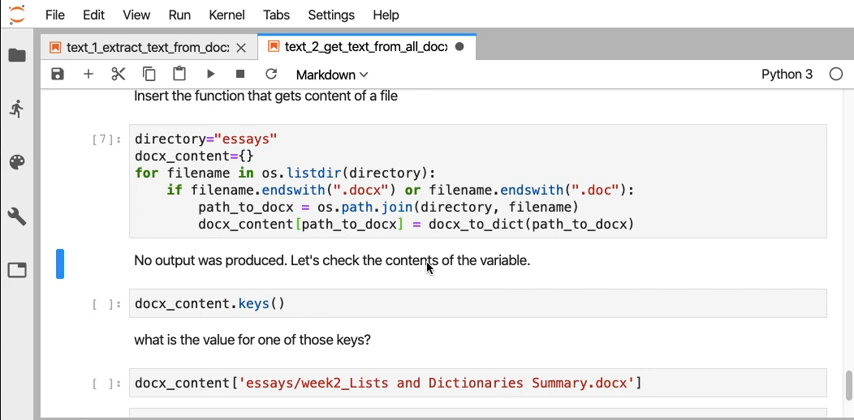 File Edit View Run Kernel Tabs Settings Help
text_1_extract_text_from_doc:
text_2_get_text_from_all_docx
Markdown
Python 3
Insert the function that gets content of a file
[7]:
directory="essays"
docx_content={}
for filename in os.listdir(directory):
    if filename.endswith(".docx") or filename.endswith(".doc"):
        path_to_docx = os.path.join(directory, filename)
        docx_content[path_to_docx] = docx_to_dict(path_to_docx)
No output was produced. Let's check the contents of the variable.
[ ]: docx_content.keys()
what is the value for one of those keys?
[ ]: docx_content['essays/week2_Lists and Dictionaries Summary.docx']